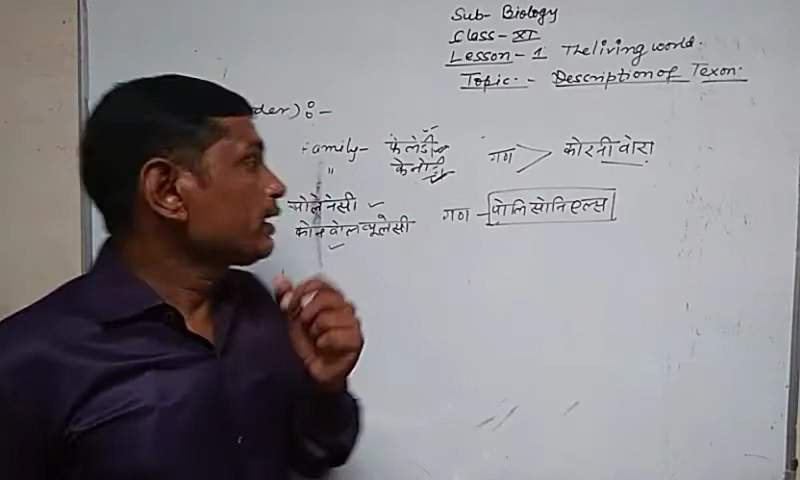 Sub- Biology
Class- XI
Lesson- 1 The living world.
Topic:- Description of Texon.
der) :-
Family- फेलेडी
" केनोडी
गण कोरनीवोरा
सोलेनेसी
कोनवोलव्यूलेसी
गण - पोलिसोनिएल्स